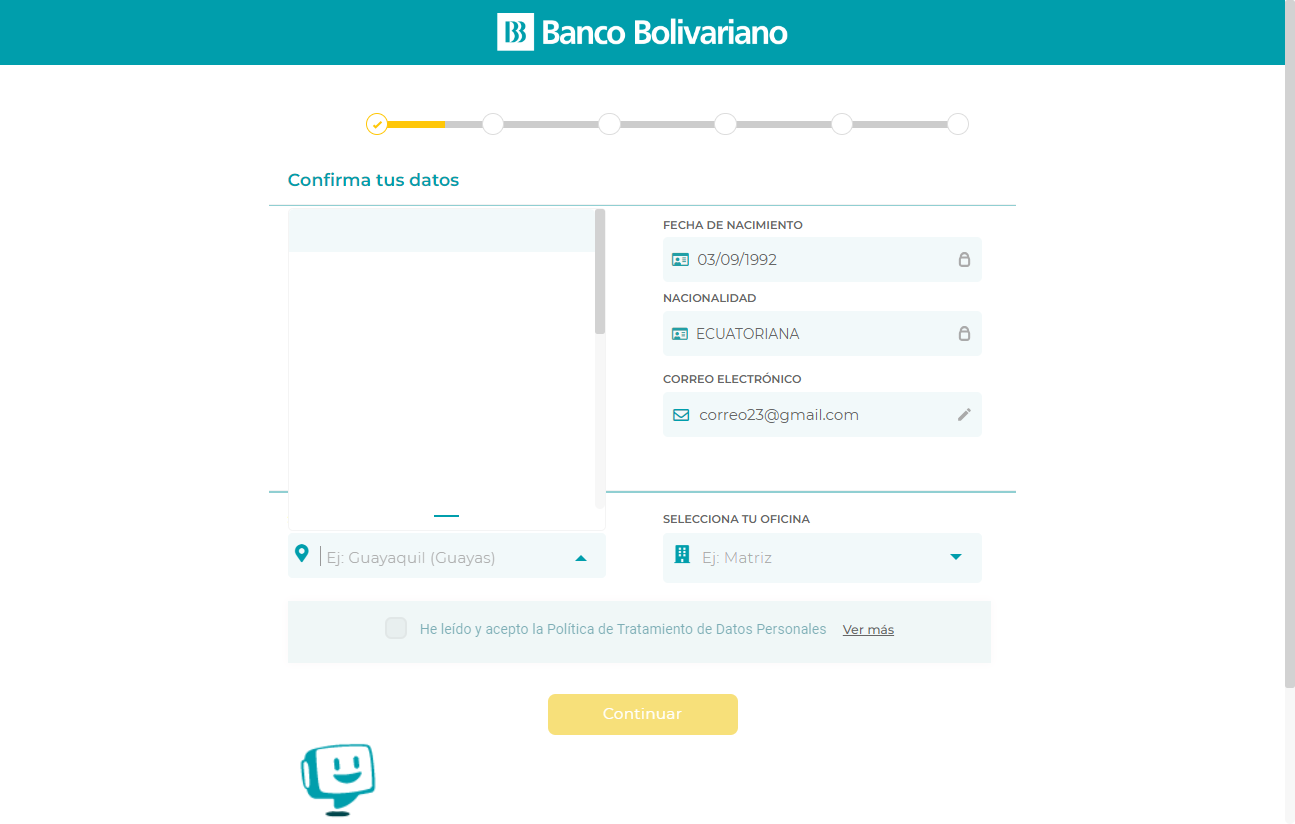 Banco Bolivariano
Confirma tus datos
FECHA DE NACIMIENTO
03/09/1992
NACIONALIDAD
ECUATORIANA
CORREO ELECTRÓNICO
correo23@gmail.com
SELECCIONA TU OFICINA
Ej: Guayaquil (Guayas)
Ej: Matriz
He leído y acepto la Política de Tratamiento de Datos Personales Ver más
Continuar